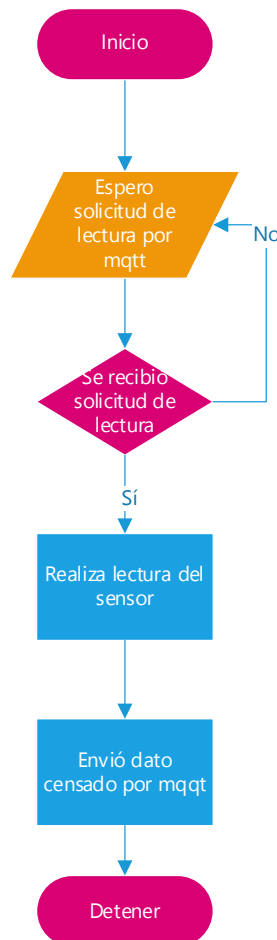 Inicio
Espero
solicitud de
lectura por
mqtt
No
Se recibio
solicitud de
lectura
Sí
Realiza lectura del
sensor
Envió dato
censado por mqqt
Detener